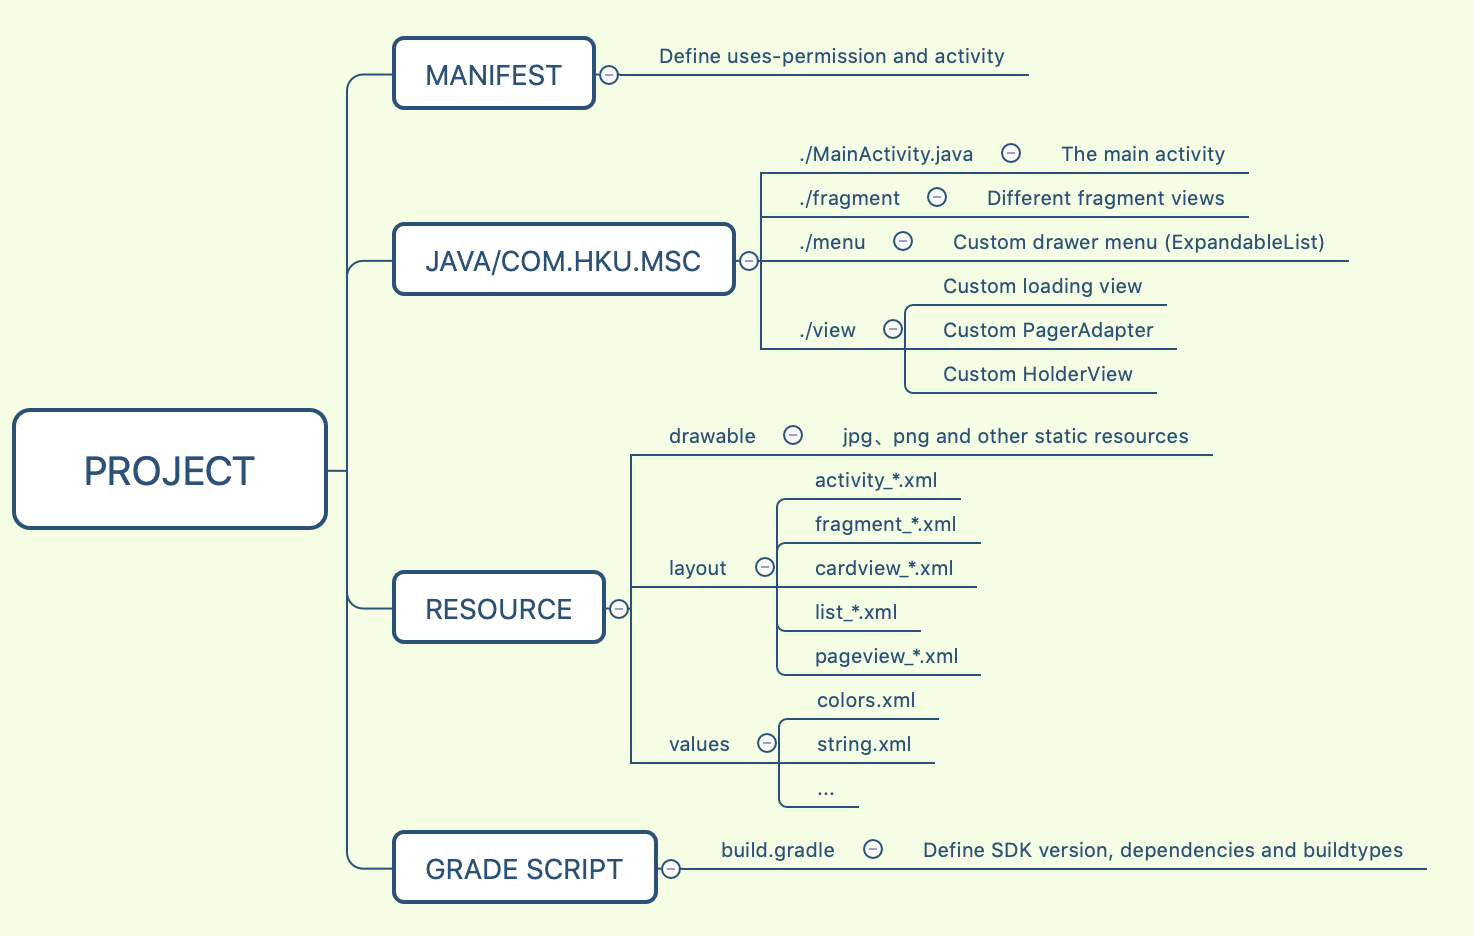 PROJECT
MANIFEST
Define uses-permission and activity
JAVA/COM.HKU.MSC
./MainActivity.java
The main activity
./fragment
Different fragment views
./menu
Custom drawer menu (ExpandableList)
./view
Custom loading view
Custom PagerAdapter
Custom HolderView
RESOURCE
drawable
jpg、png and other static resources
layout
activity_*.xml
fragment_*.xml
cardview_*.xml
list_*.xml
pageview_*.xml
values
colors.xml
string.xml
...
GRADE SCRIPT
build.gradle
Define SDK version, dependencies and buildtypes